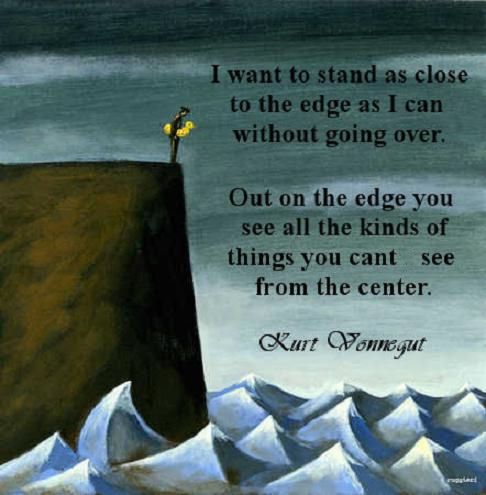 I want to stand as close
to the edge as I can
without going over.
Out on the edge you
see all the kinds of
things you cant see
from the center.
Kurt Vonnegut
ruggieri